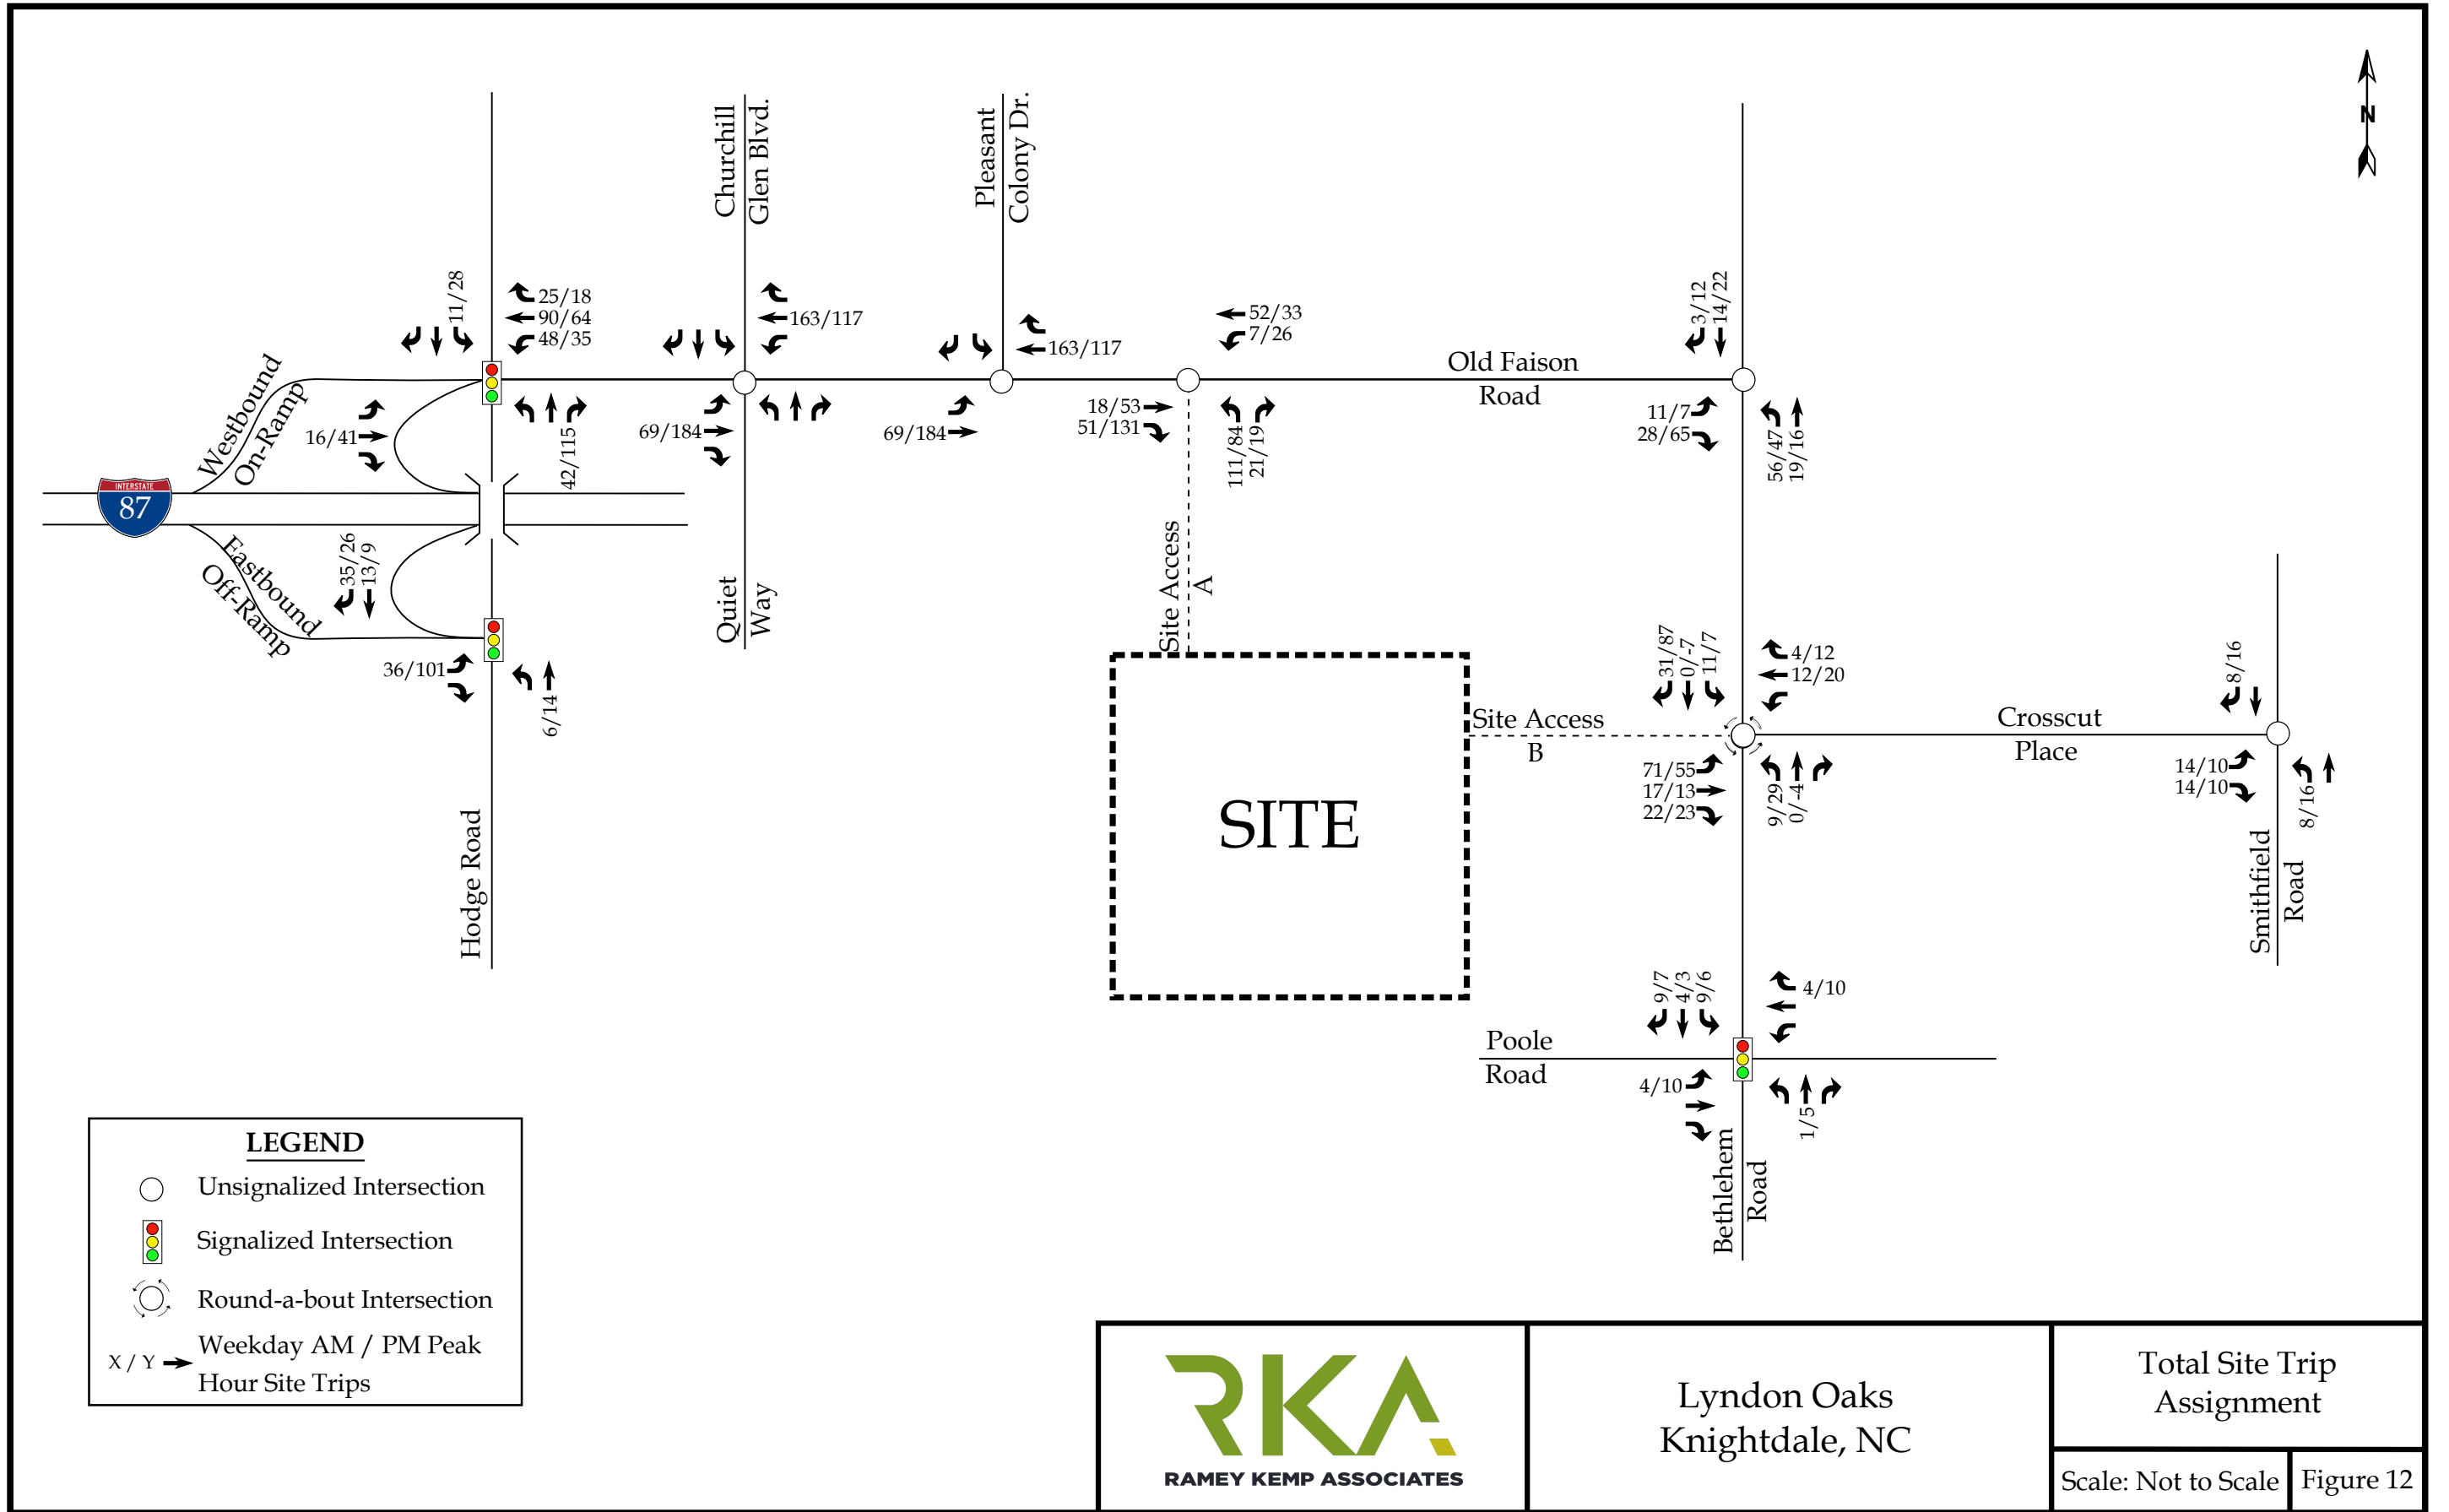 N
Churchill
Glen Blvd.
Pleasant
Colony Dr.
11/28
25/18
90/64
48/35
163/117
163/117
52/33
7/26
3/12
14/22
Old Faison
Road
Westbound
On-Ramp
16/41
42/115
69/184
69/184
18/53
51/131
111/84
21/19
11/7
28/65
56/47
19/16
INTERSTATE
87
Eastbound
Off-Ramp
35/26
13/9
36/101
6/14
Quiet
Way
Site Access
A
31/87
0/-7
11/7
4/12
12/20
8/16
Site Access
B
Crosscut
Place
71/55
17/13
22/23
9/29
0/-4
14/10
14/10
8/16
SITE
Hodge Road
Smithfield
Road
9/7
4/3
9/6
4/10
Poole
Road
4/10
1/5
Bethlehem
Road
LEGEND
Unsignalized Intersection
Signalized Intersection
Round-a-bout Intersection
X / Y
Weekday AM / PM Peak
Hour Site Trips
RKA
RAMEY KEMP ASSOCIATES
Lyndon Oaks
Knightdale, NC
Total Site Trip
Assignment
Scale: Not to Scale
Figure 12